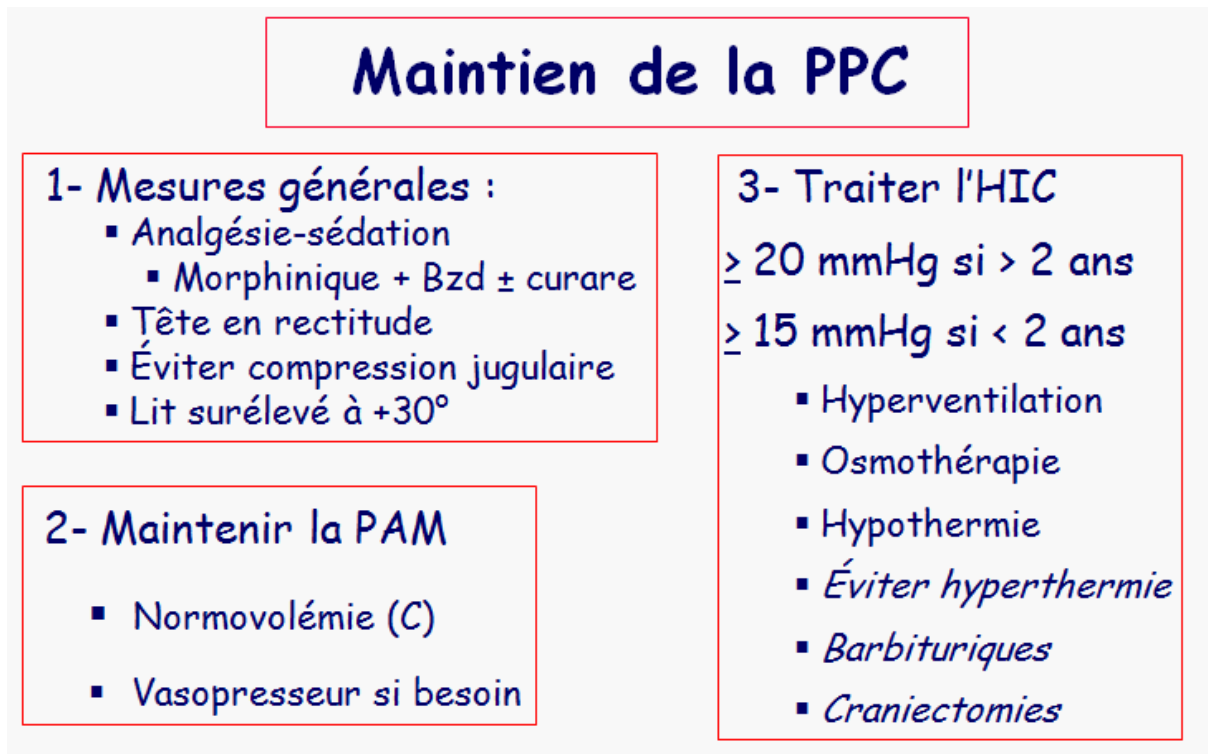 Maintien de la PPC
1- Mesures générales :
▪ Analgésie-sédation
▪ Morphinique + Bzd ± curare
▪ Tête en rectitude
▪ Éviter compression jugulaire
▪ Lit surélevé à +30°
2- Maintenir la PAM
▪ Normovolémie (C)
▪ Vasopresseur si besoin
3- Traiter l'HIC
≥ 20 mmHg si > 2 ans
≥ 15 mmHg si < 2 ans
▪ Hyperventilation
▪ Osmothérapie
▪ Hypothermie
▪ Éviter hyperthermie
▪ Barbituriques
▪ Craniectomies